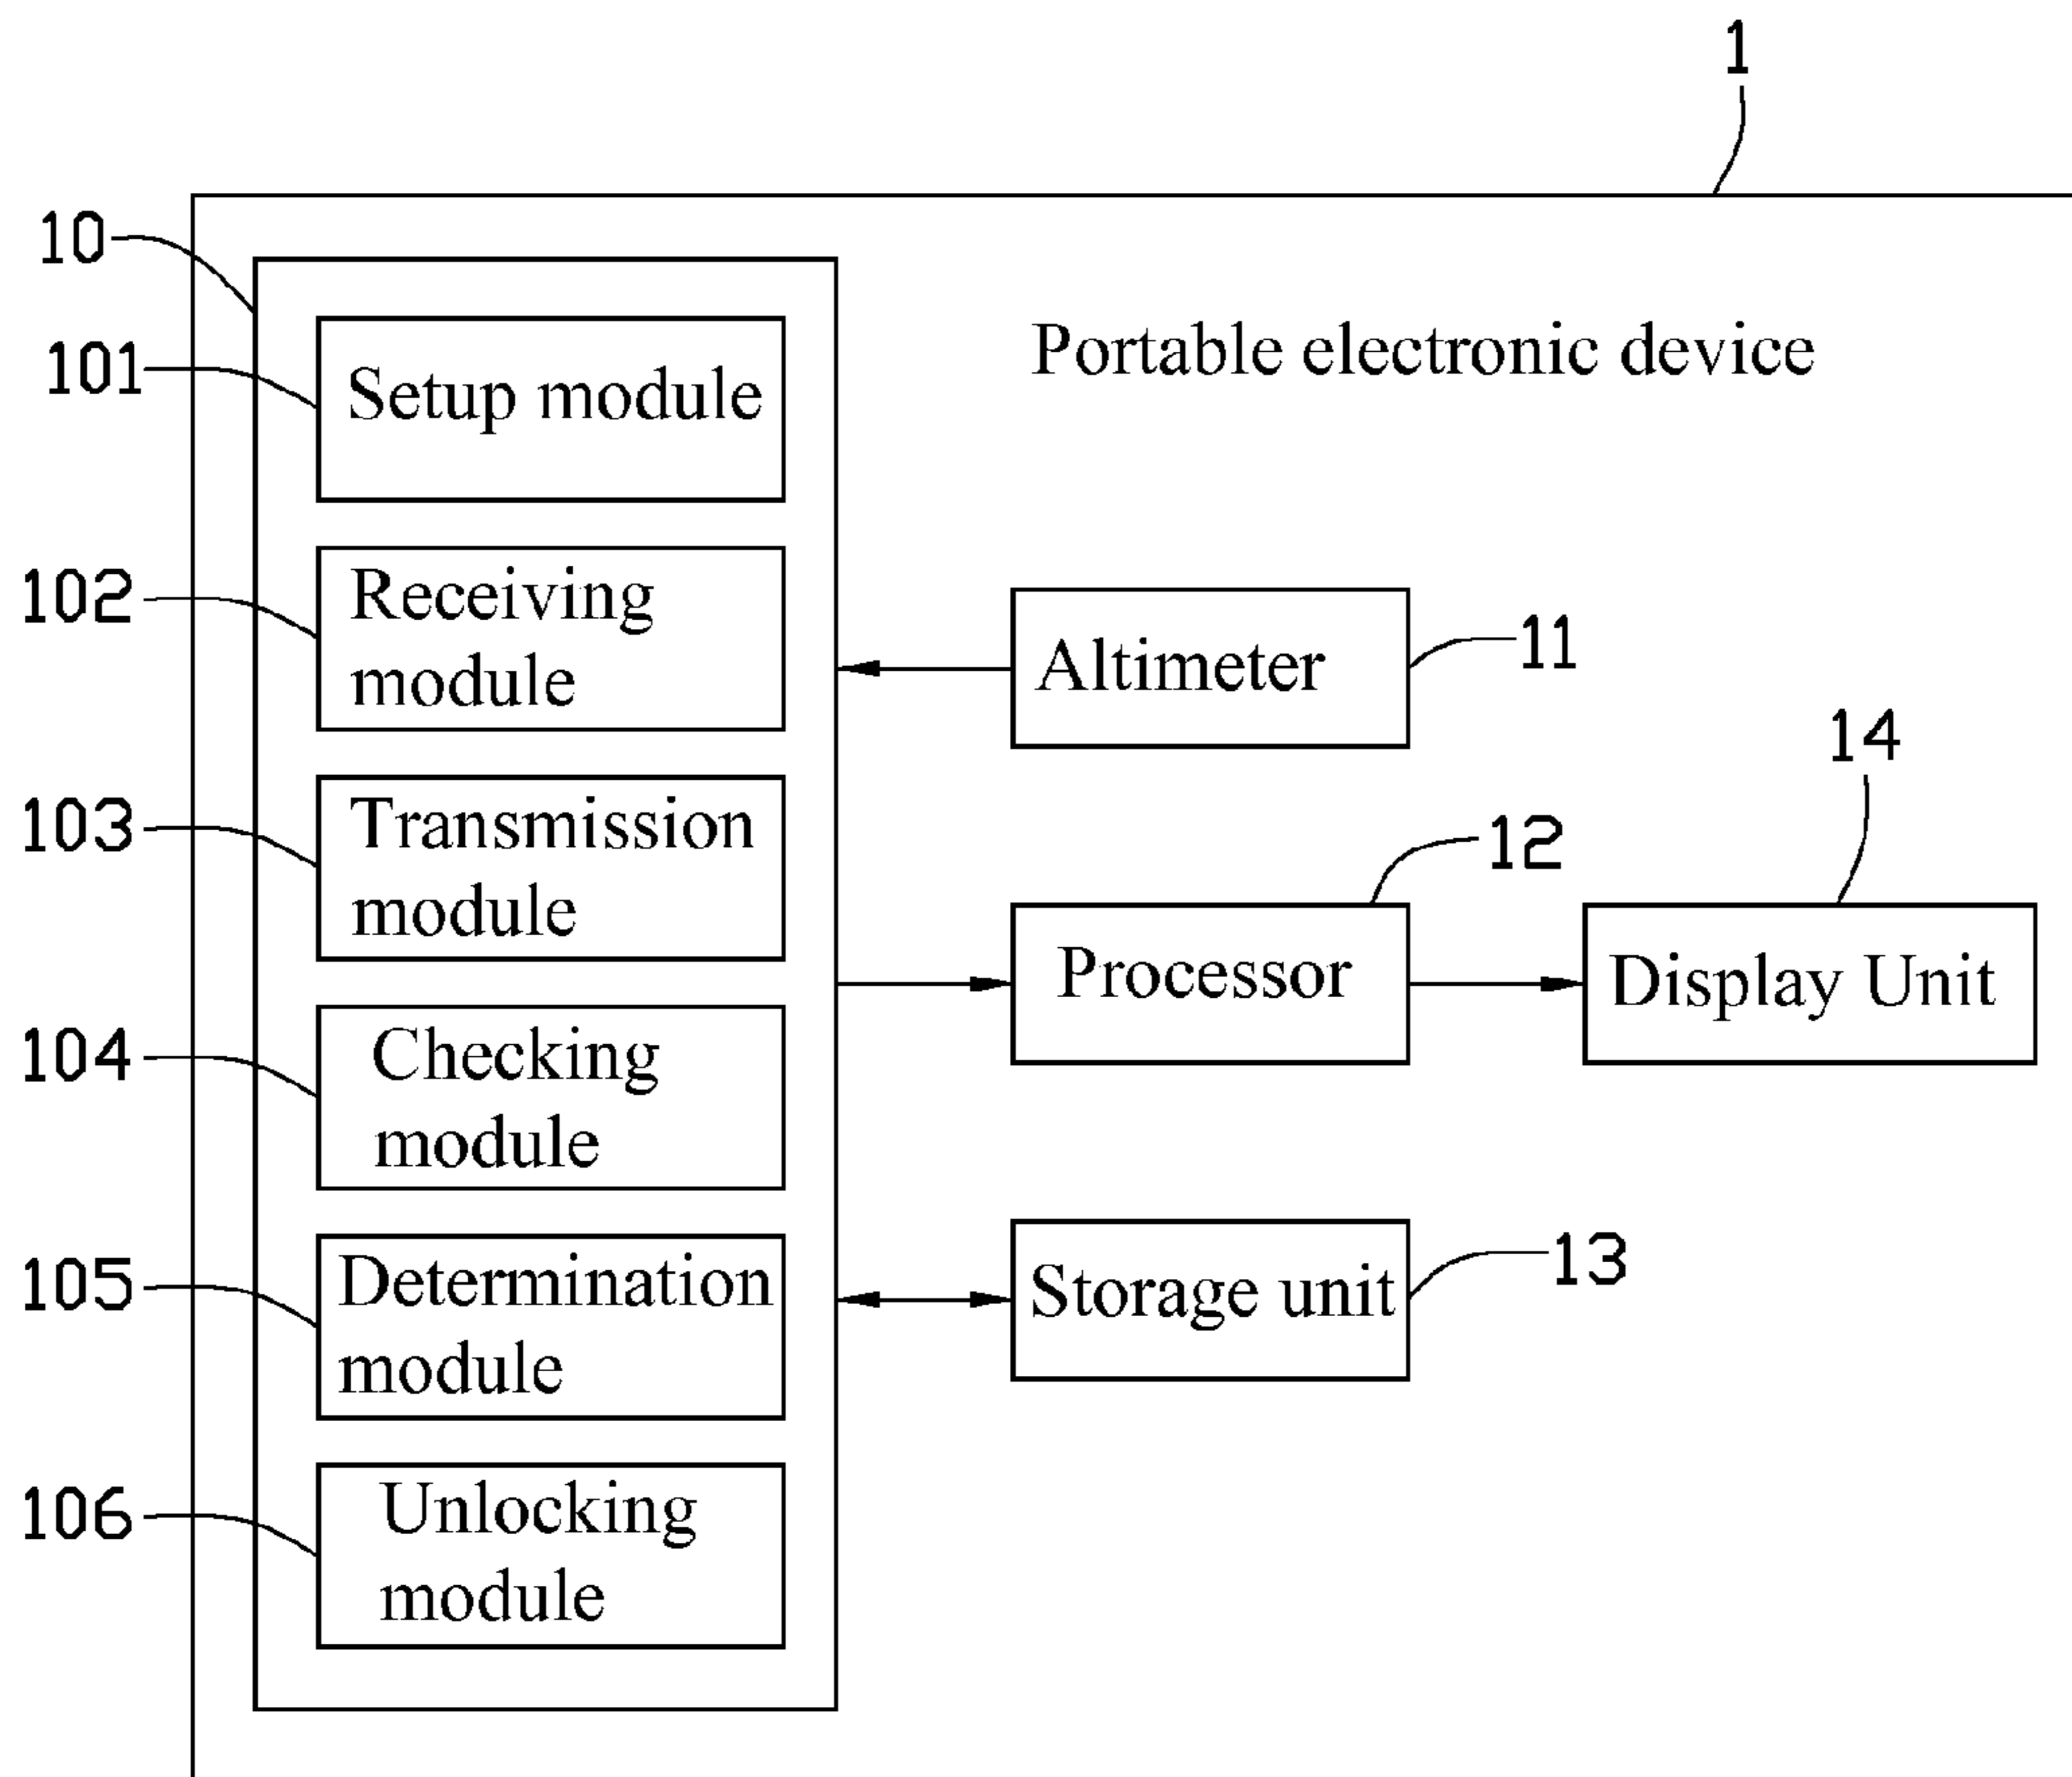 1
10
101
Setup module
Portable electronic device
102
Receiving
module
Altimeter
11
103
Transmission
module
14
12
Processor
Display Unit
104
Checking
module
105
Determination
module
Storage unit
13
106
Unlocking
module